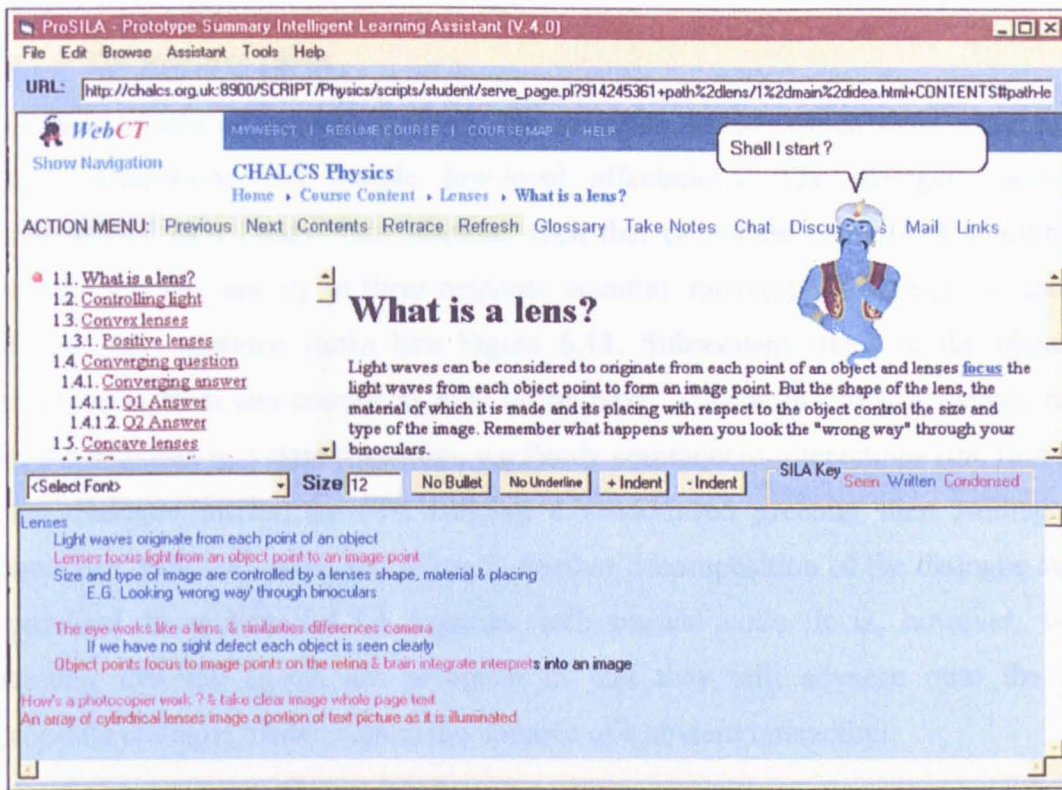 ProSILA - Prototype Summary Intelligent Learning Assistant (V.4.0)
File Edit Browse Assistant Tools Help
URL: http://chalcs.org.uk:8900/SCRIPT/Physics/scripts/student/serve_page.pl?914245361+path%2dlens/1%2dmain%2didea.html+CONTENTS#path-le
WebCT
MYWEBCT | RESUME COURSE | COURSE MAP | HELP
Shall I start ?
Show Navigation
CHALCS Physics
Home Course Content Lenses What is a lens?
ACTION MENU: Previous Next Contents Retrace Refresh Glossary Take Notes Chat Discus Mail Links
1.1. What is a lens?
1.2. Controlling light
1.3. Convex lenses
1.3.1. Positive lenses
1.4. Converging question
1.4.1. Converging answer
1.4.1.1. Q1 Answer
1.4.1.2. Q2 Answer
1.5. Concave lenses
What is a lens?
Light waves can be considered to originate from each point of an object and lenses focus the
light waves from each object point to form an image point. But the shape of the lens, the
material of which it is made and its placing with respect to the object control the size and
type of the image. Remember what happens when you look the "wrong way" through your
binoculars.
<Select Font> Size 12 No Bullet No Underline + Indent - Indent SILA Key Seen Written Condensed
Lenses
Light waves originate from each point of an object
Lenses focus light from an object point to an image point
Size and type of image are controlled by a lenses shape, material & placing
E.G. Looking 'wrong way' through binoculars
The eye works like a lens, & similarites differences camera
If we have no sight defect each object is seen clearly
Object points focus to image points on the retina & brain integrate interprets into an image
How's a photocopier work ? & take clear image whole page text
An array of cylindrical lenses image a portion of text picture as it is illuminated